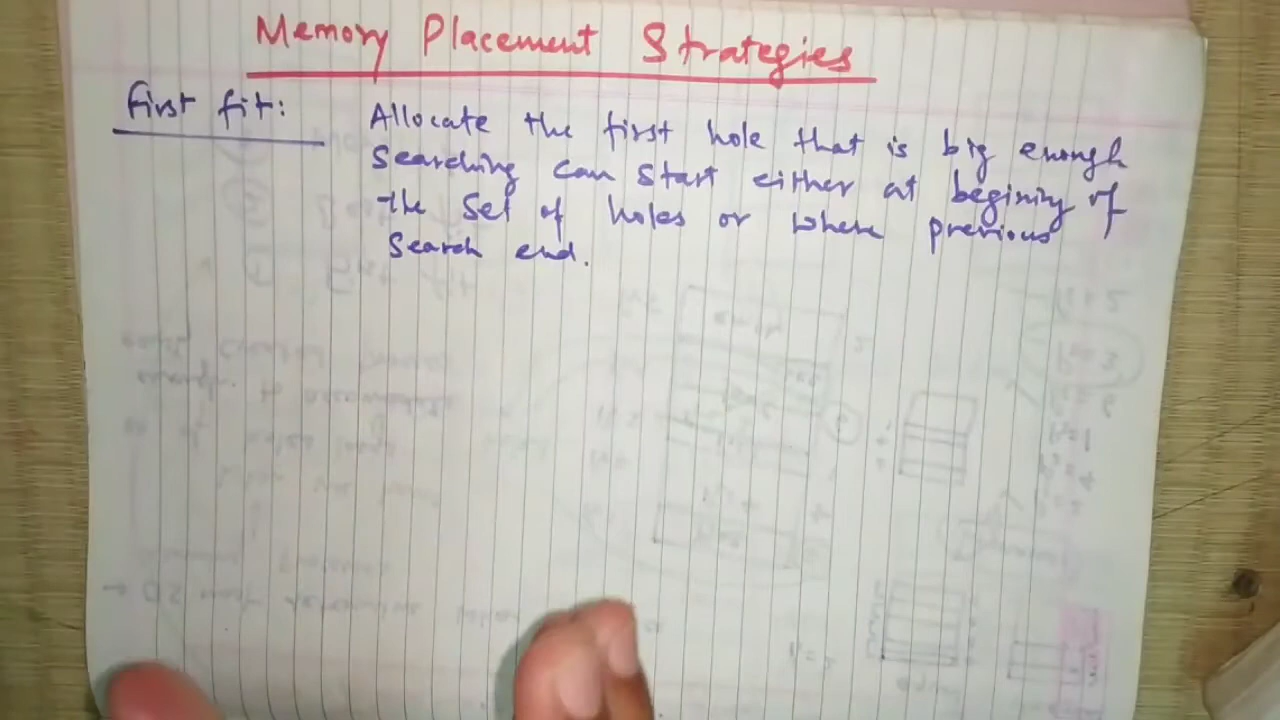 Memory Placement Strategies
First fit: Allocate the first hole that is big enough
Searching can start either at begining of
the set of holes or where previous
Search end.